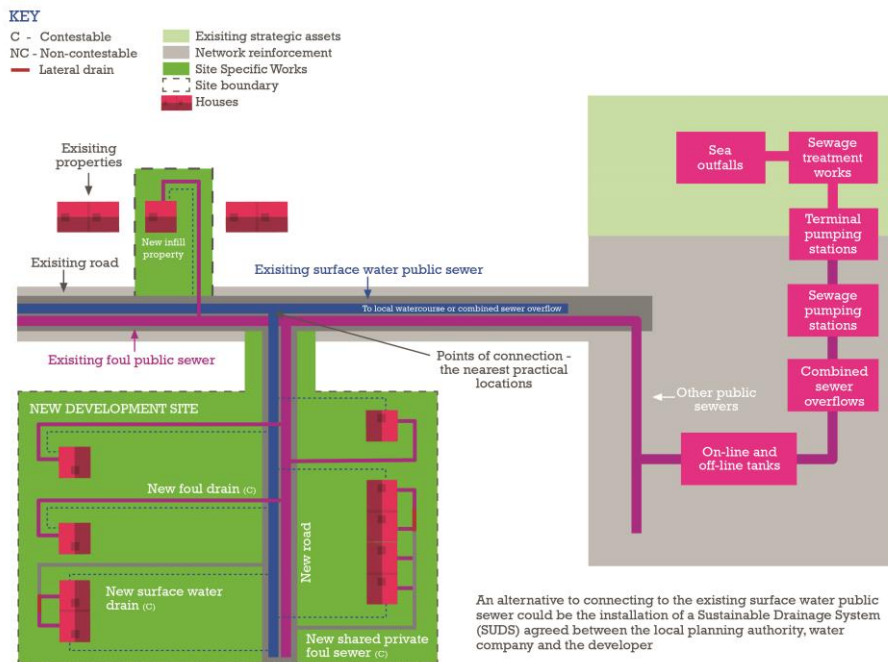 KEY
C - Contestable
NC - Non-contestable
Lateral drain
Exisiting strategic assets
Network reinforcement
Site Specific Works
Site boundary
Houses
Exisiting
properties
New infill
property
Exisiting road
Exisiting surface water public sewer
To local watercourse or combined sewer overflow
Exisiting foul public sewer
Points of connection -
the nearest practical
locations
NEW DEVELOPMENT SITE
New foul drain (C)
New surface water
drain (C)
New road
New shared private
foul sewer (C)
Sea
outfalls
Sewage
treatment
works
Terminal
pumping
stations
Sewage
pumping
stations
Combined
sewer
overflows
Other public
sewers
On-line and
off-line tanks
An alternative to connecting to the existing surface water public
sewer could be the installation of a Sustainable Drainage System
(SUDS) agreed between the local planning authority, water
company and the developer